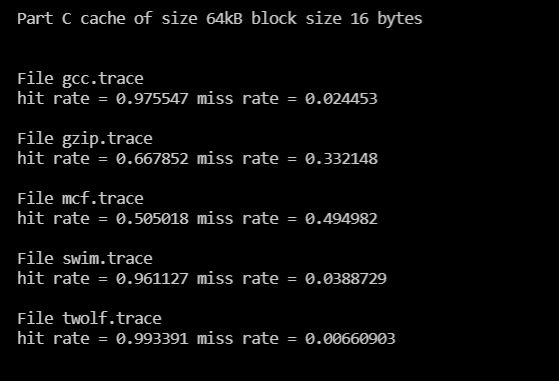 Part C cache of size 64kB block size 16 bytes
File gcc.trace
hit rate = 0.975547 miss rate = 0.024453
File gzip.trace
hit rate = 0.667852 miss rate = 0.332148
File mcf.trace
hit rate = 0.505018 miss rate = 0.494982
File swim.trace
hit rate = 0.961127 miss rate = 0.0388729
File twolf.trace
hit rate = 0.993391 miss rate = 0.00660903